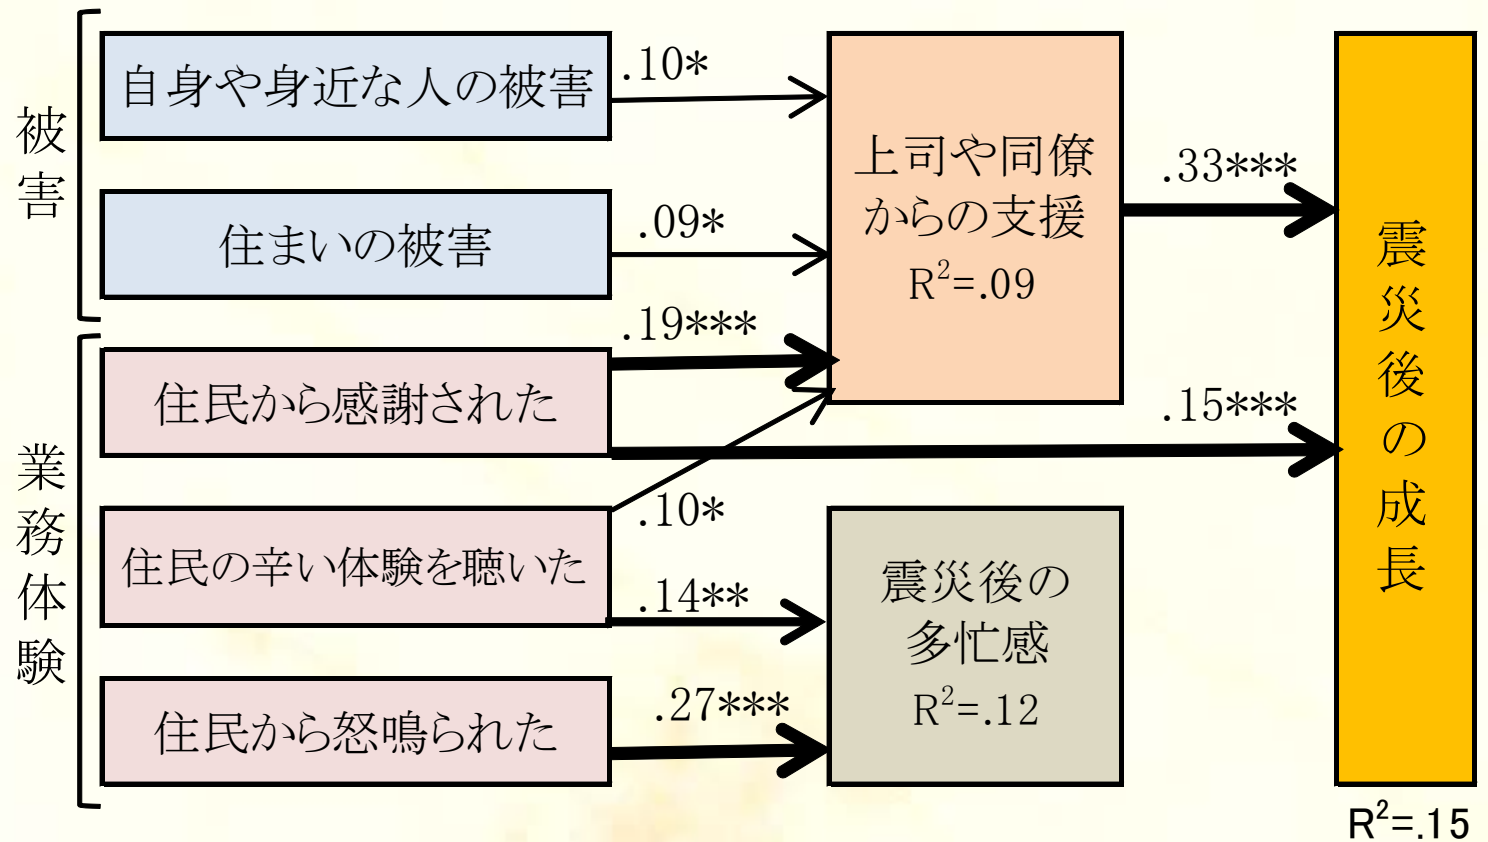 被害
自身や身近な人の被害
.10*
住まいの被害
.09*
業務体験
住民から感謝された
.19***
.15***
住民の辛い体験を聴いた
.10*
.14**
住民から怒鳴られた
.27***
上司や同僚
からの支援
R²=.09
.33***
震災後の
多忙感
R²=.12
震災後の成長
R²=.15